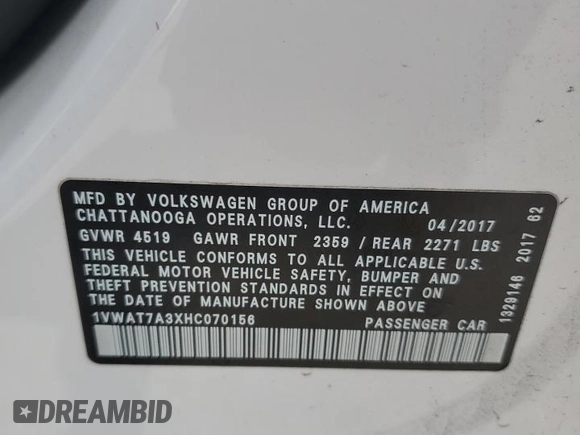 MFD BY VOLKSWAGEN GROUP OF AMERICA
CHATTANOOGA OPERATIONS, LLC. 04/2017
GVWR 4519 GAWR FRONT 2359 / REAR 2271 LBS
THIS VEHICLE CONFORMS TO ALL APPLICABLE U.S.
FEDERAL MOTOR VEHICLE SAFETY, BUMPER AND
THEFT PREVENTION STANDARDS IN EFFECT ON
THE DATE OF MANUFACTURE SHOWN ABOVE
1VWAT7A3XHC070156 PASSENGER CAR
1329146 2017 62
DREAMBID